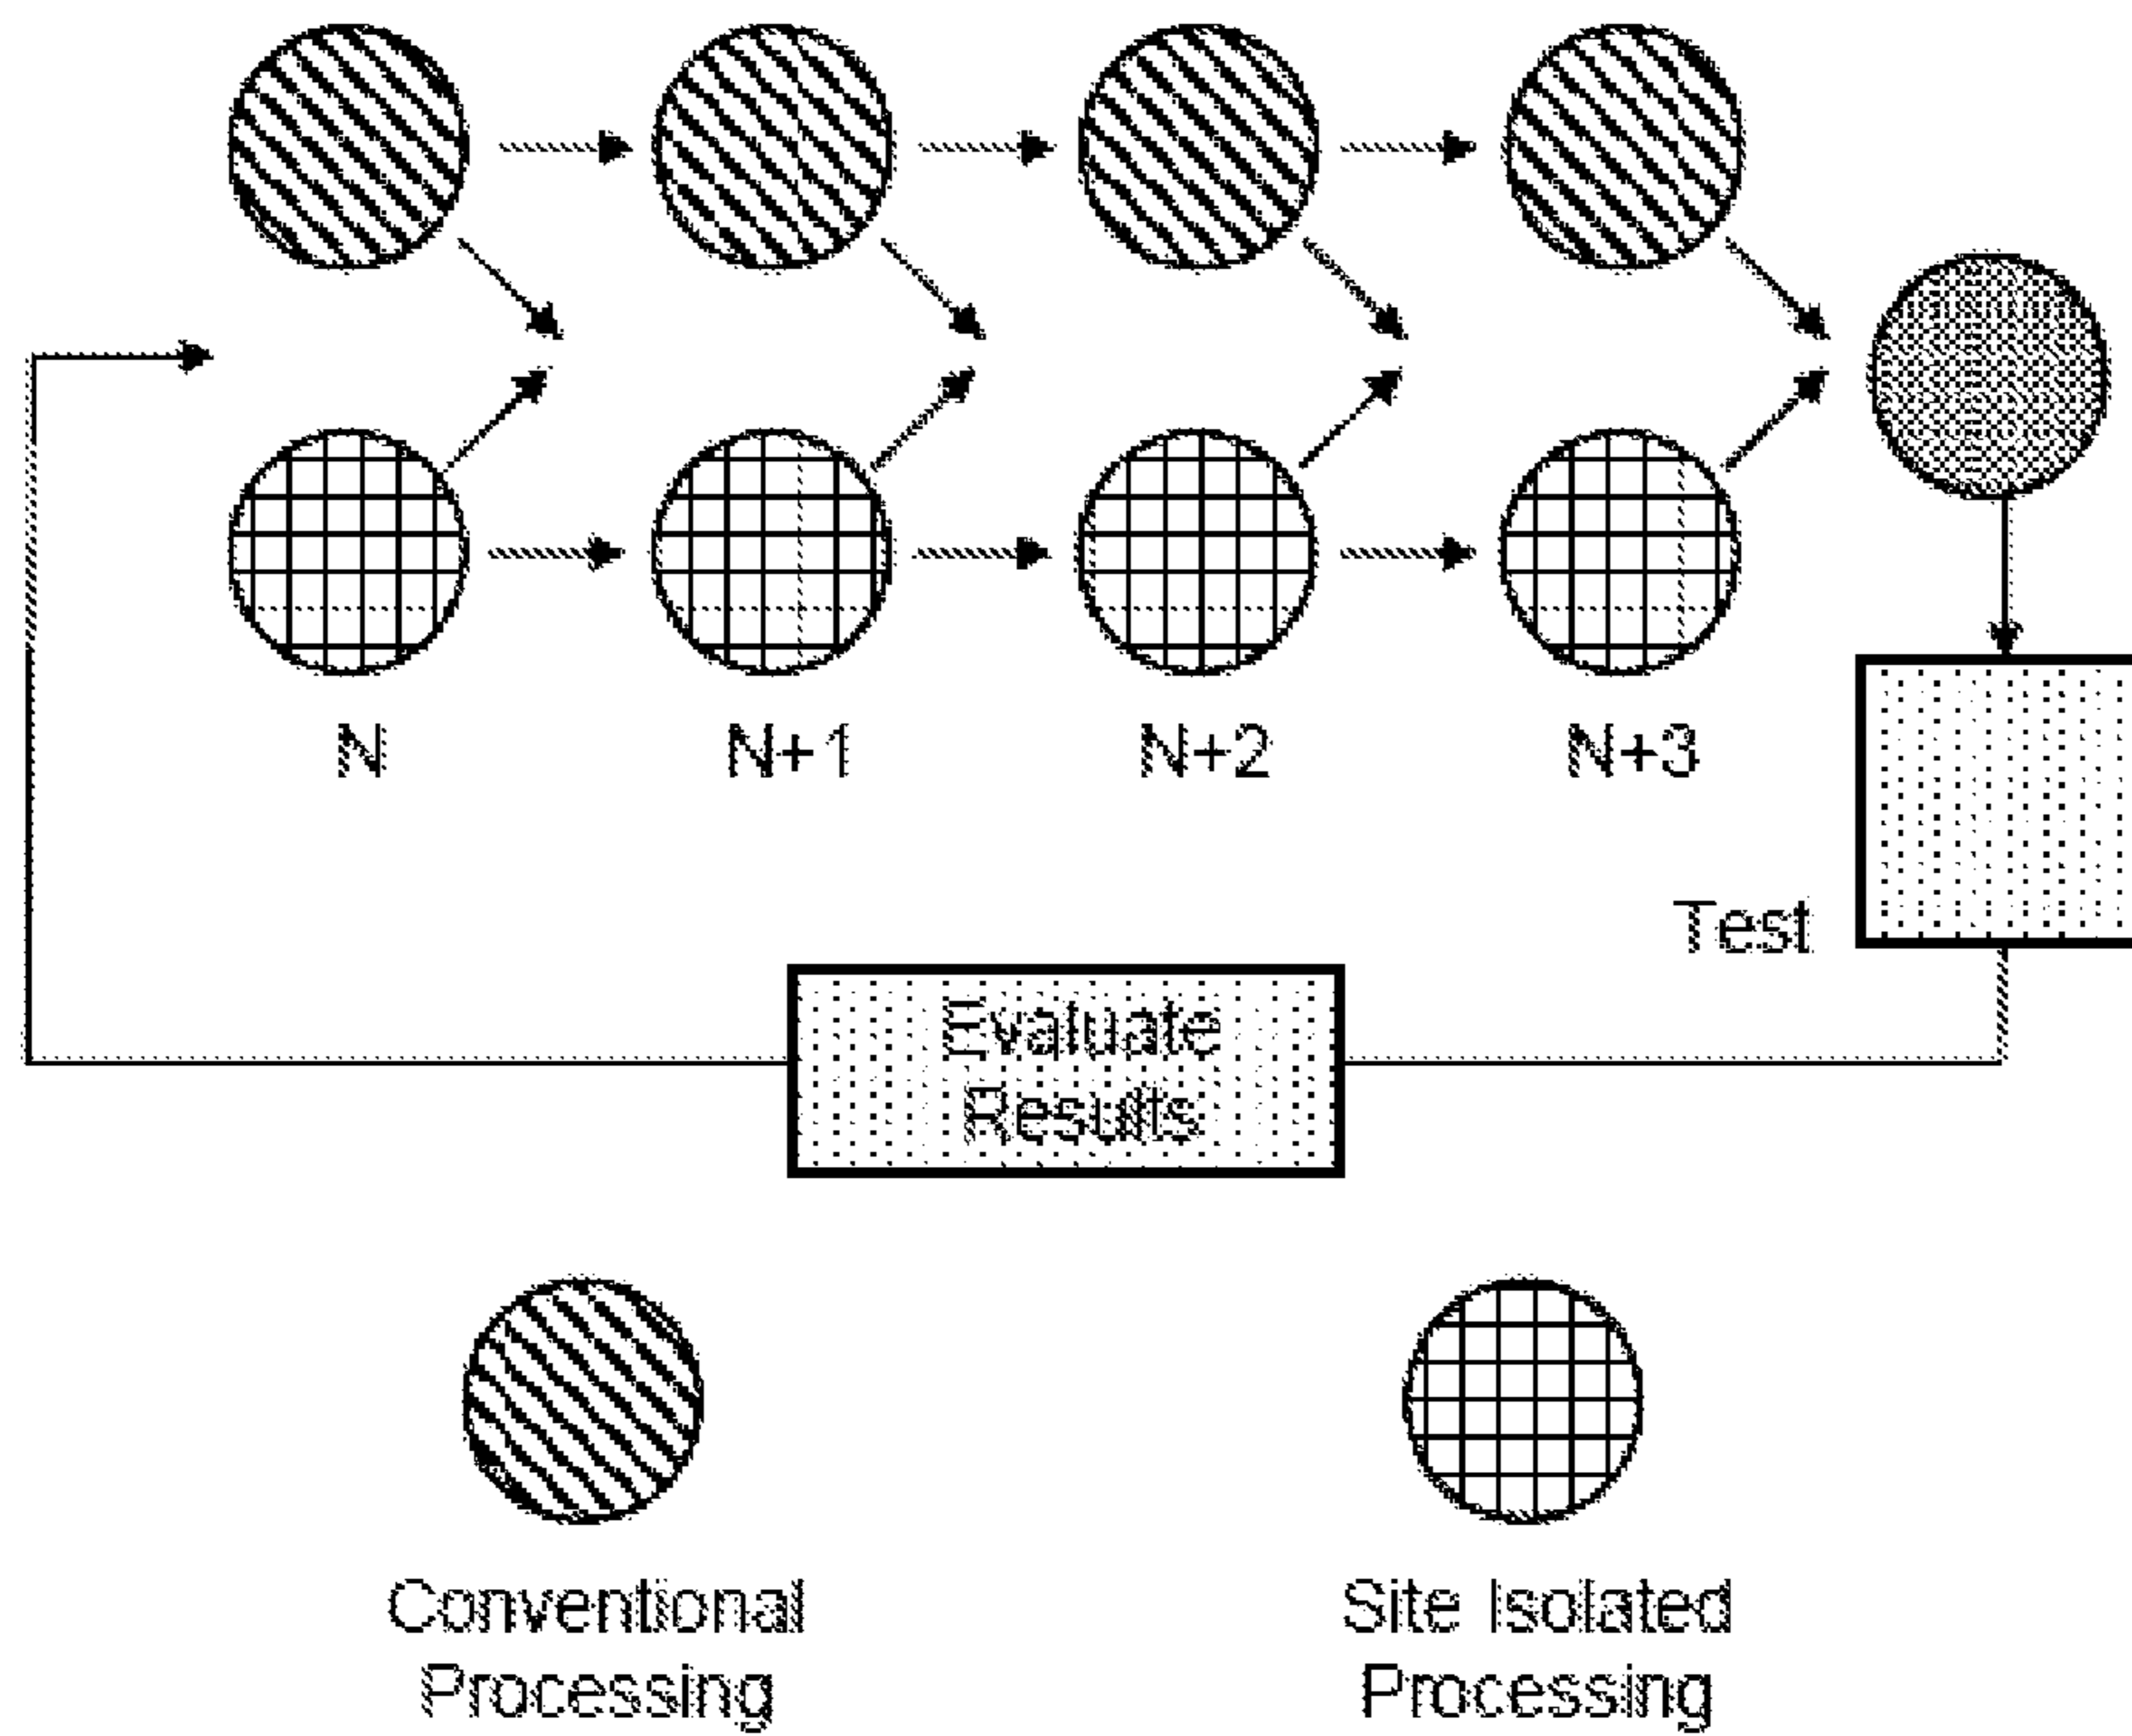 N N+1 N+2 N+3
Test
Evaluate
Results
Conventional
Processing
Site Isolated
Processing